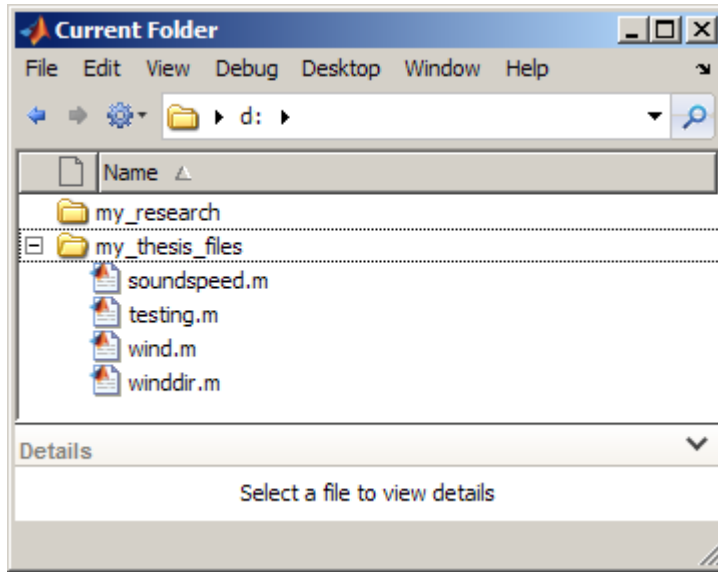 Current Folder
File Edit View Debug Desktop Window Help
d:
Name
my_research
my_thesis_files
soundspeed.m
testing.m
wind.m
winddir.m
Details
Select a file to view details